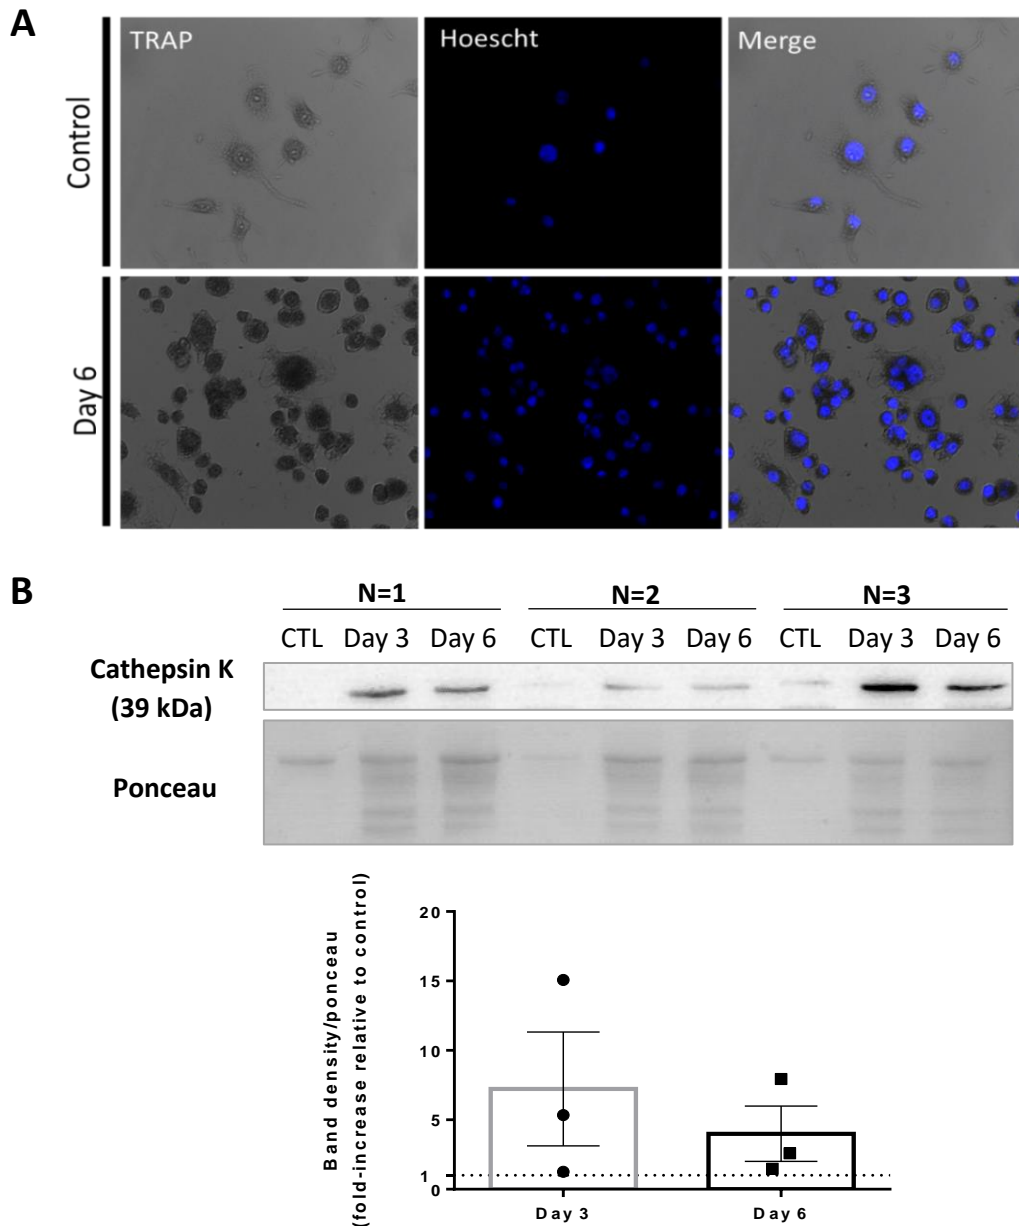 A
TRAP
Hoescht
Merge
Control
Day 6
B
N=1
N=2
N=3
CTL
Day 3
Day 6
CTL
Day 3
Day 6
CTL
Day 3
Day 6
Cathepsin K
(39 kDa)
Ponceau
Band density/ponceau
(fold-increase relative to control)
20
15
10
5
1
0
Day 3
Day 6